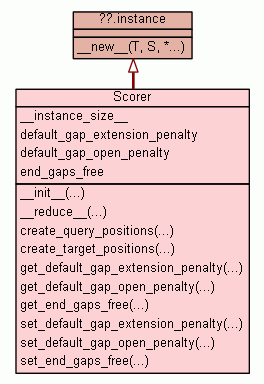 ??.instance
__new__(T, S, *...)
Scorer
__instance_size__
default_gap_extension_penalty
default_gap_open_penalty
end_gaps_free
__init__(...)
__reduce__(...)
create_query_positions(...)
create_target_positions(...)
get_default_gap_extension_penalty(...)
get_default_gap_open_penalty(...)
get_end_gaps_free(...)
set_default_gap_extension_penalty(...)
set_default_gap_open_penalty(...)
set_end_gaps_free(...)